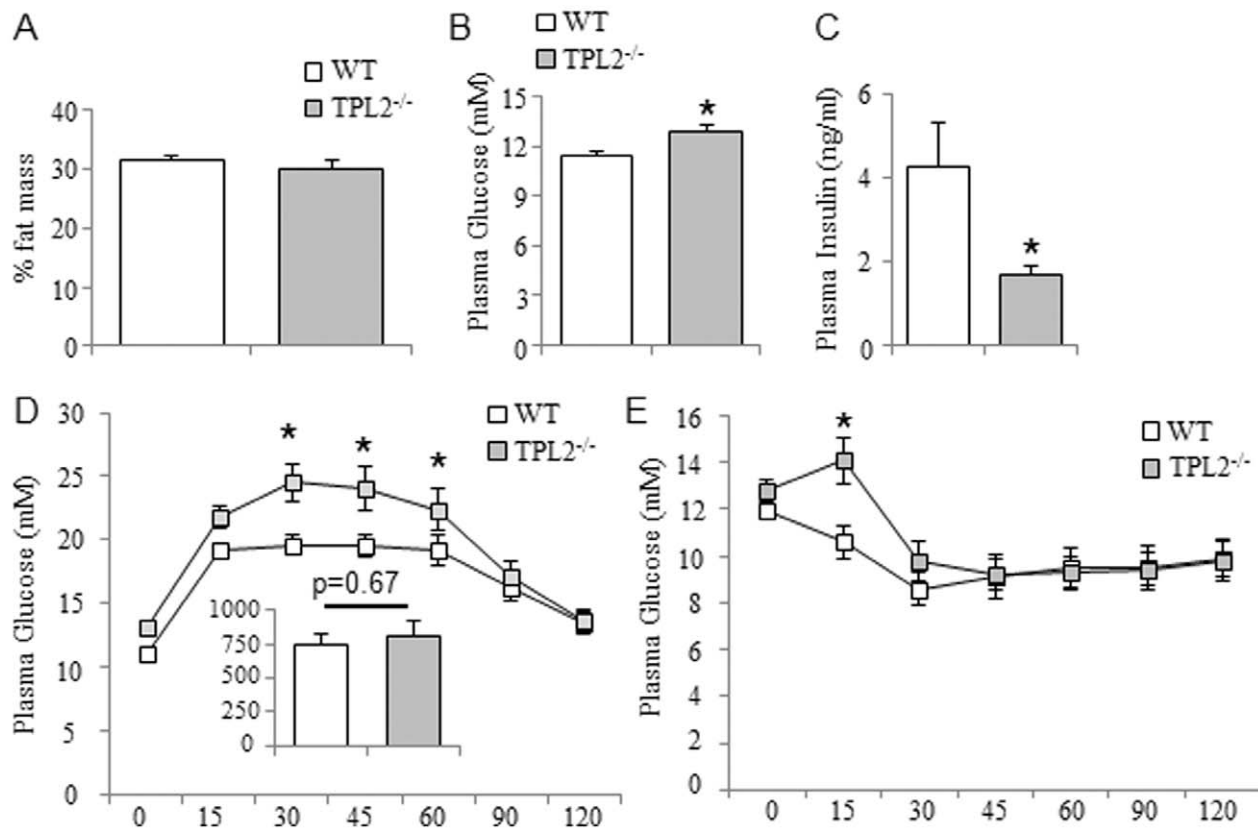 A
WT
TPL2-/-
% fat mass
40
30
20
10
0
B
WT
TPL2-/-
Plasma Glucose (mM)
15
12
9
6
3
0
*
C
Plasma Insulin (ng/ml)
6
4
2
0
*
D
WT
TPL2-/-
Plasma Glucose (mM)
30
25
20
15
10
5
0
* * *
p=0.67
1000
750
500
250
0
0 15 30 45 60 90 120
E
WT
TPL2-/-
Plasma Glucose (mM)
16
14
12
10
8
6
4
2
0
*
0 15 30 45 60 90 120